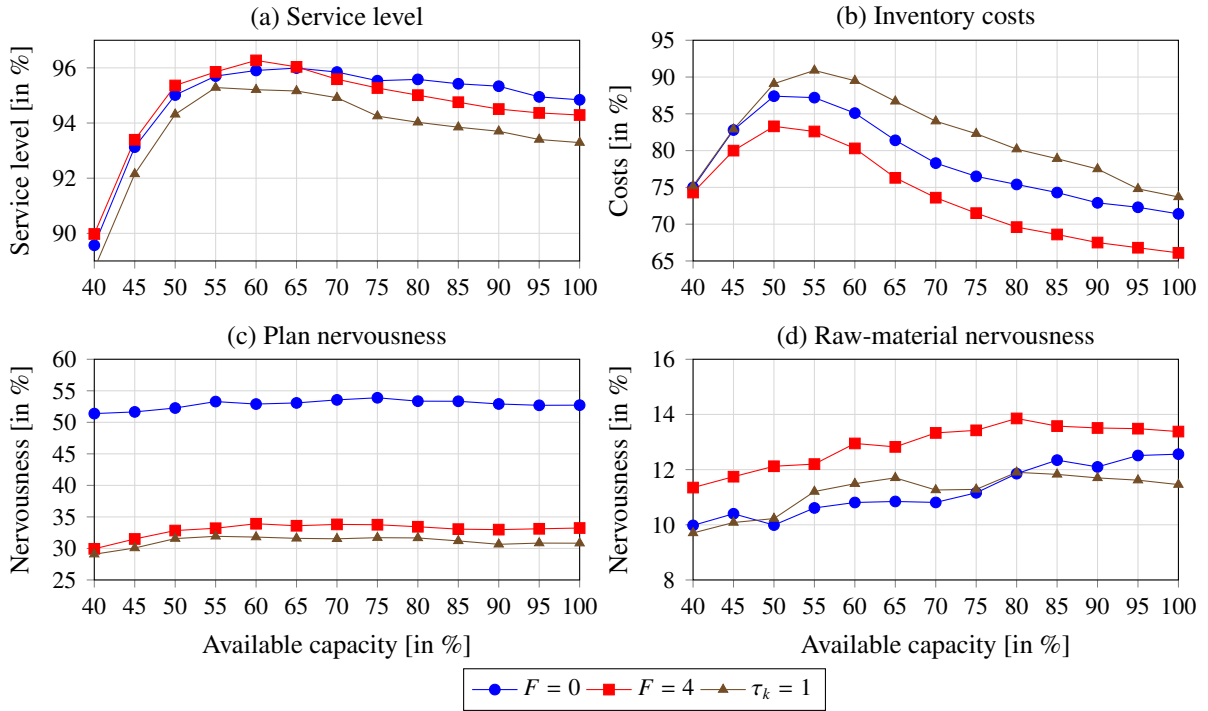 (a) Service level
(b) Inventory costs
Service level [in %]
96
94
92
90
40 45 50 55 60 65 70 75 80 85 90 95 100
Costs [in %]
95
90
85
80
75
70
65
40 45 50 55 60 65 70 75 80 85 90 95 100
(c) Plan nervousness
(d) Raw-material nervousness
Nervousness [in %]
60
55
50
45
40
35
30
25
40 45 50 55 60 65 70 75 80 85 90 95 100
Available capacity [in %]
Nervousness [in %]
16
14
12
10
8
40 45 50 55 60 65 70 75 80 85 90 95 100
Available capacity [in %]
F = 0 F = 4 τk = 1